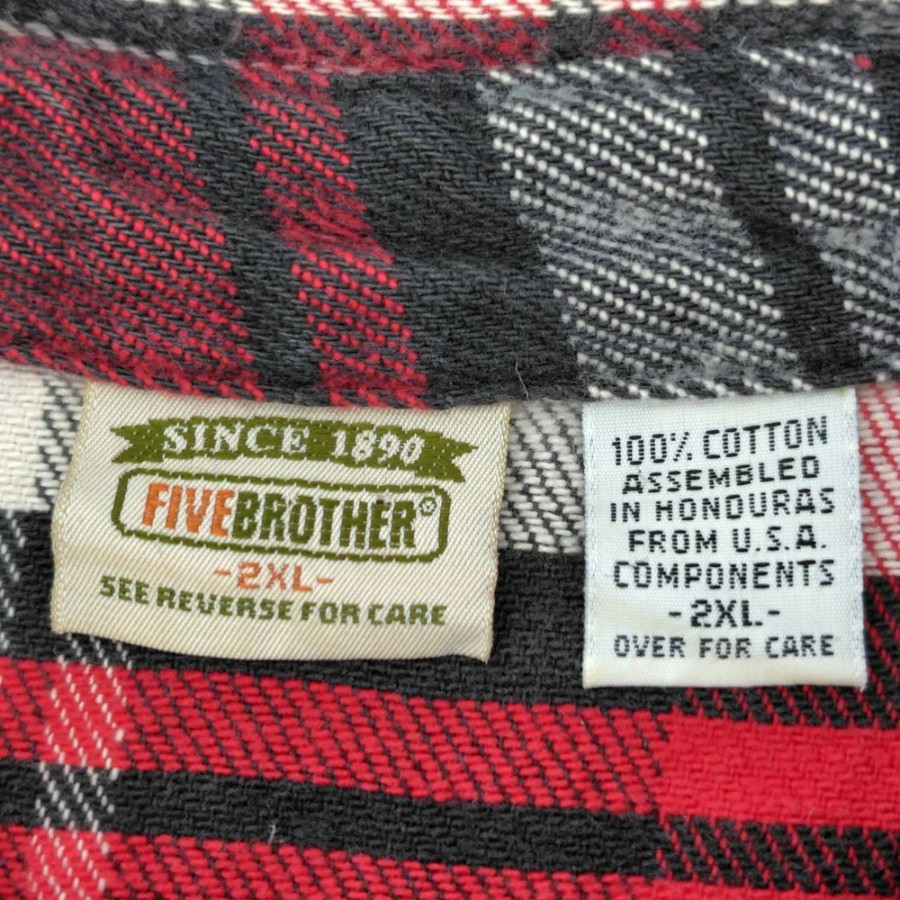 SINCE 1890
FIVEBROTHER®
-2XL-
SEE REVERSE FOR CARE
100% COTTON
ASSEMBLED
IN HONDURAS
FROM U.S.A.
COMPONENTS
-2XL-
OVER FOR CARE